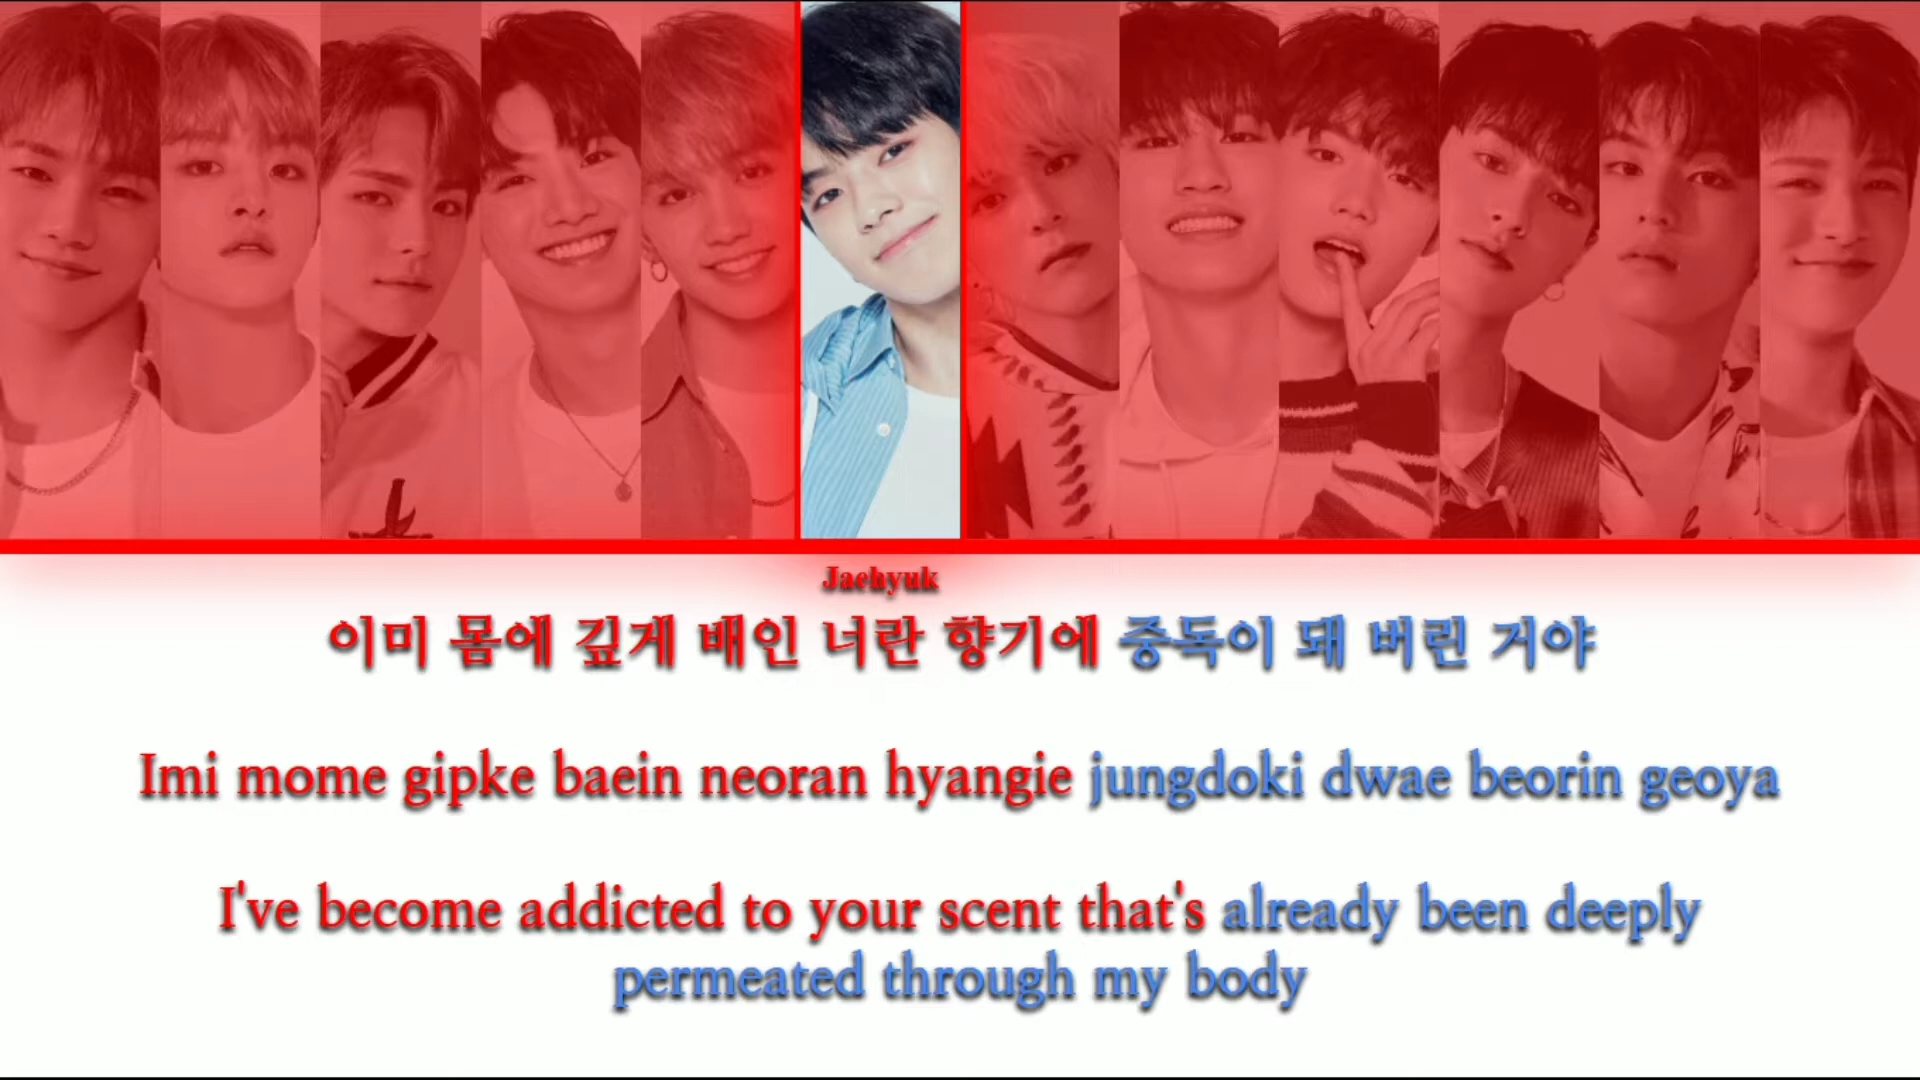 Jaehyuk
이미 몸에 깊게 배인 너란 향기에 중독이 돼 버린 거야
Imi mome gipke baein neoran hyangie jungdoki dwae beorin geoya
I've become addicted to your scent that's already been deeply
permeated through my body